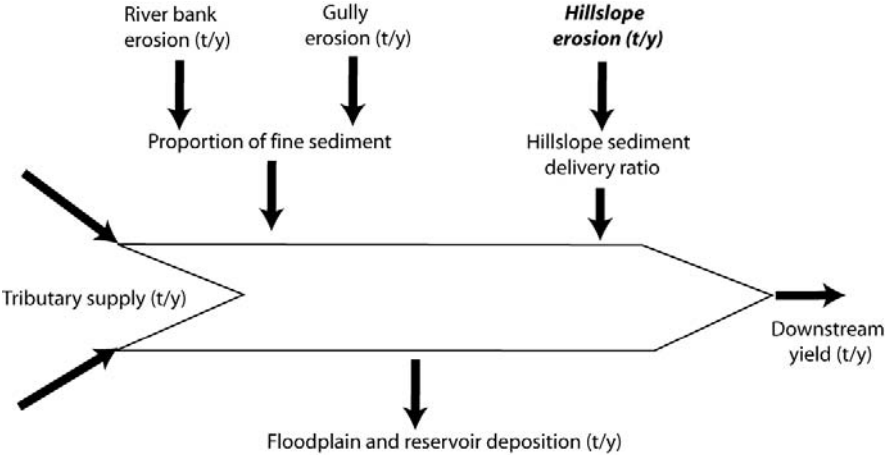 River bank
erosion (t/y)
Gully
erosion (t/y)
Hillslope
erosion (t/y)
Proportion of fine sediment
Hillslope sediment
delivery ratio
Tributary supply (t/y)
Downstream
yield (t/y)
Floodplain and reservoir deposition (t/y)